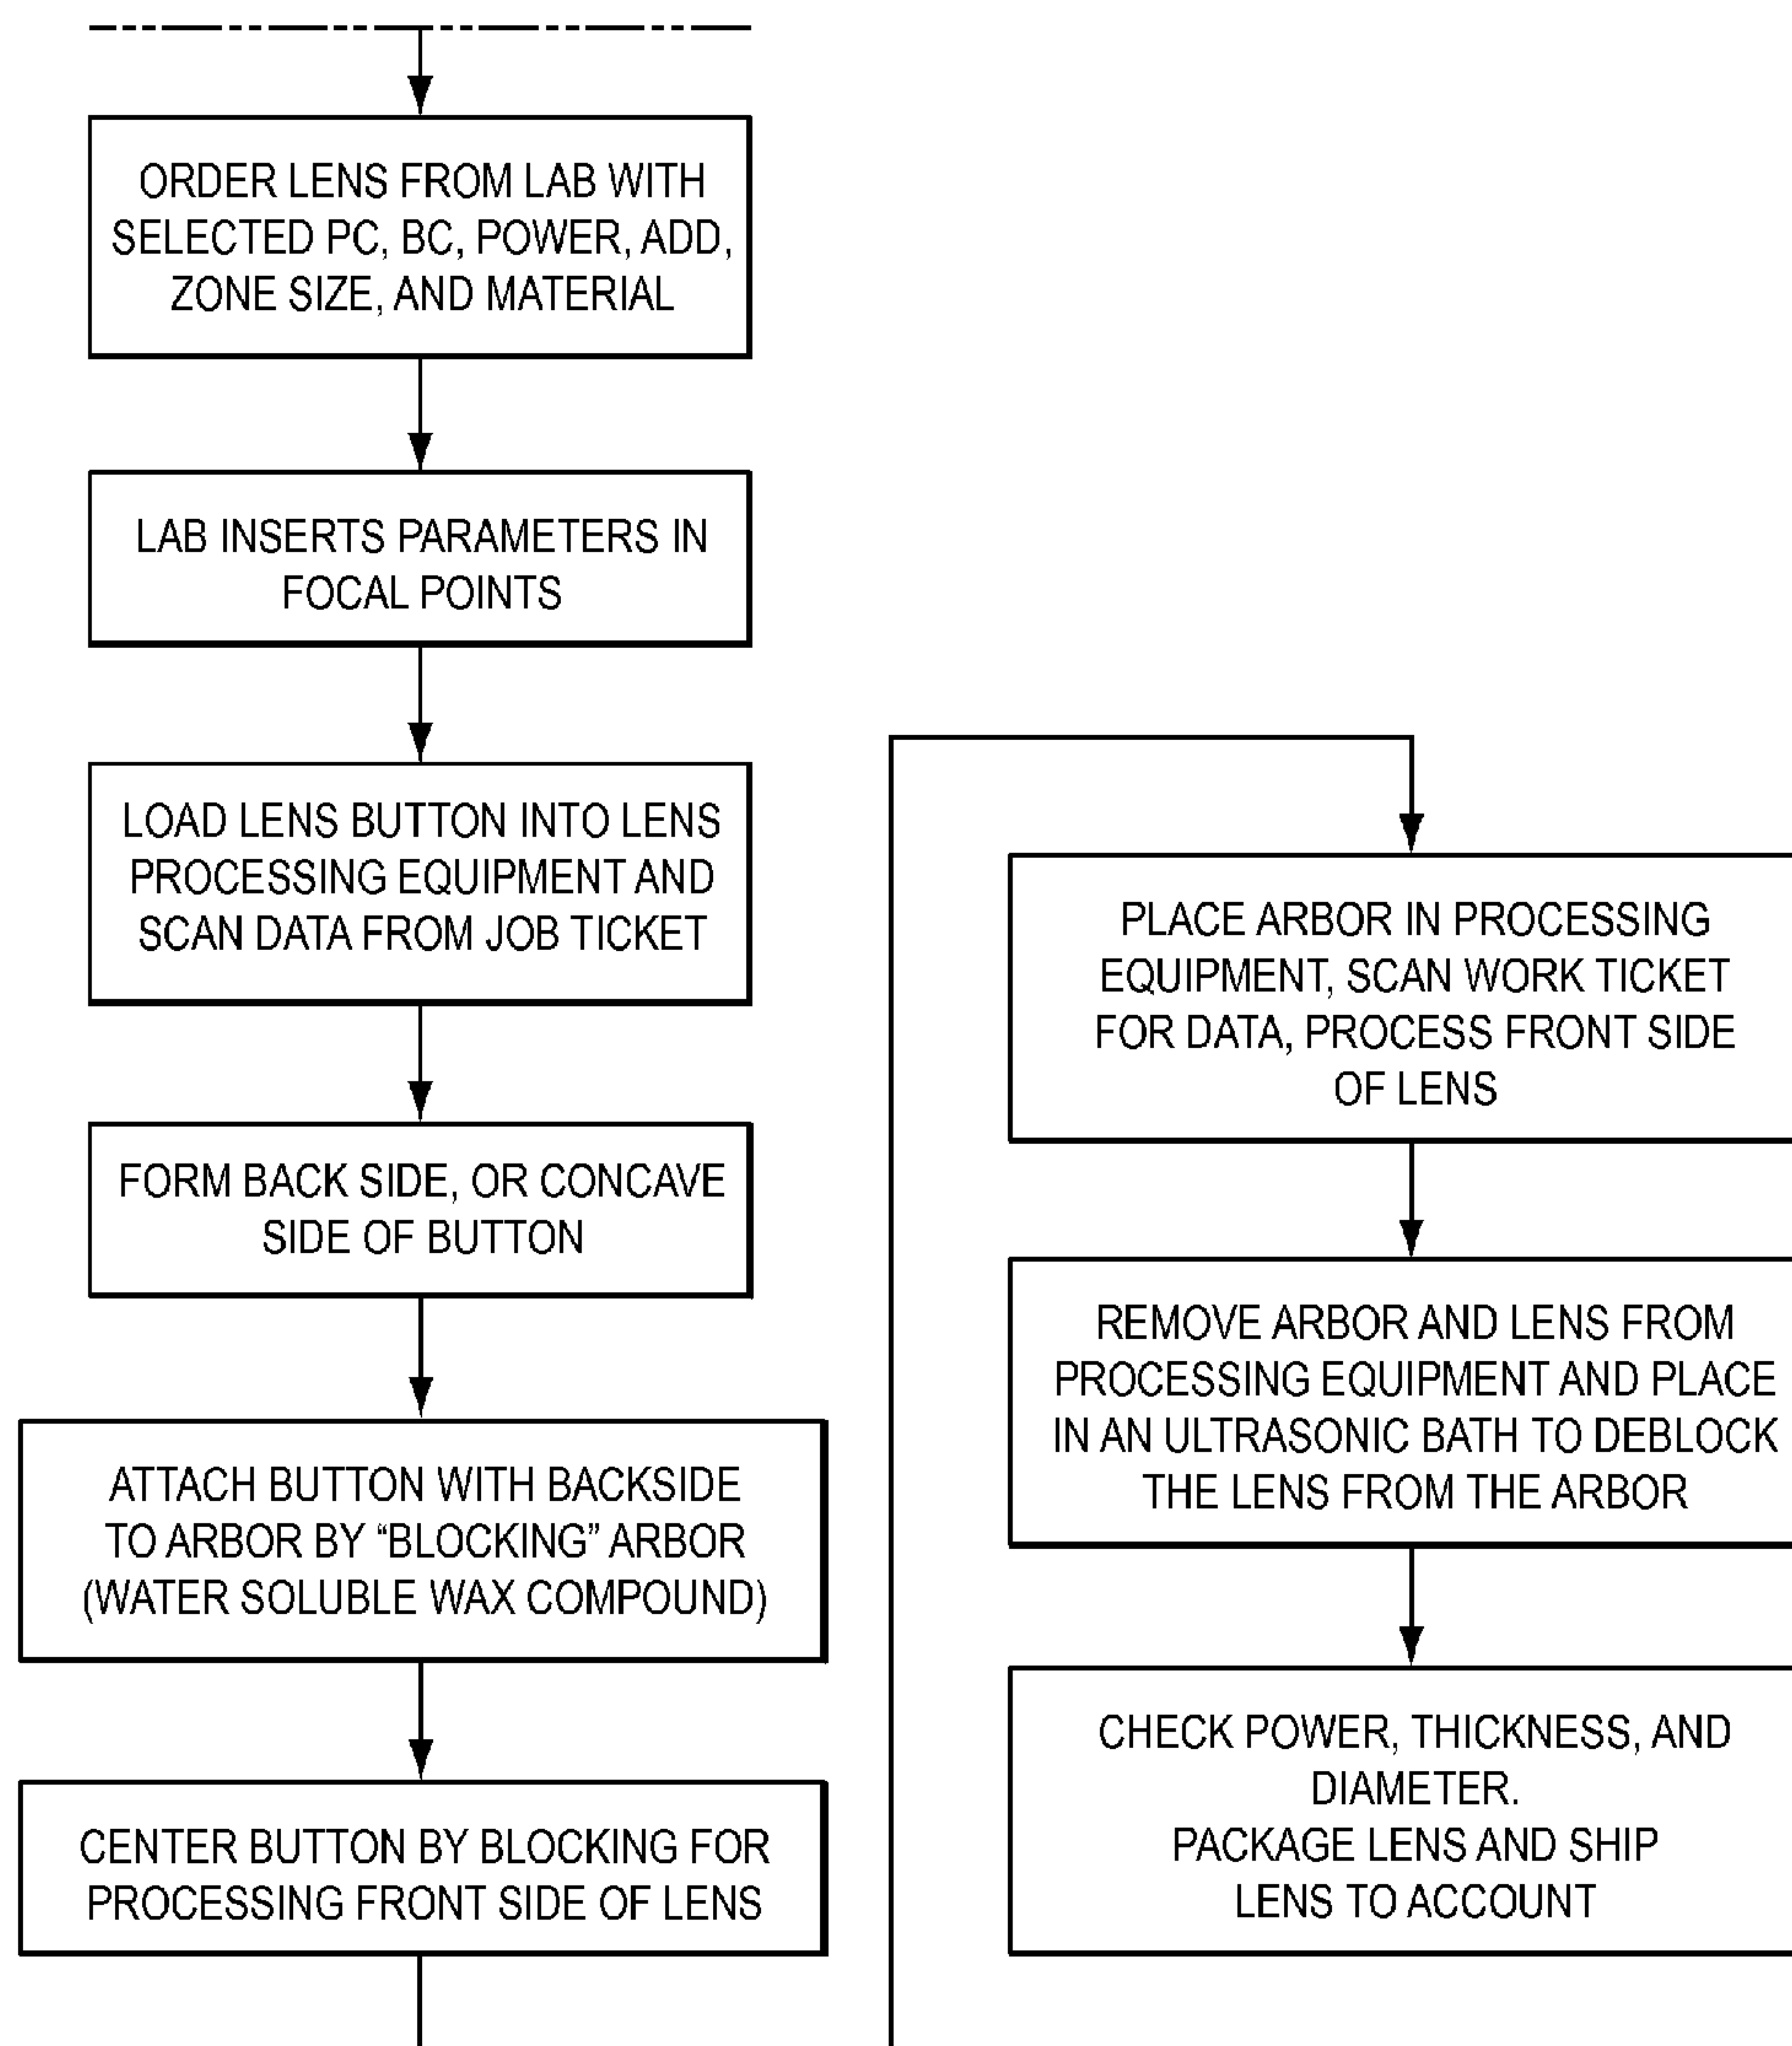 ORDER LENS FROM LAB WITH
SELECTED PC, BC, POWER, ADD,
ZONE SIZE, AND MATERIAL
LAB INSERTS PARAMETERS IN
FOCAL POINTS
LOAD LENS BUTTON INTO LENS
PROCESSING EQUIPMENT AND
SCAN DATA FROM JOB TICKET
FORM BACK SIDE, OR CONCAVE
SIDE OF BUTTON
ATTACH BUTTON WITH BACKSIDE
TO ARBOR BY “BLOCKING” ARBOR
(WATER SOLUBLE WAX COMPOUND)
CENTER BUTTON BY BLOCKING FOR
PROCESSING FRONT SIDE OF LENS
PLACE ARBOR IN PROCESSING
EQUIPMENT, SCAN WORK TICKET
FOR DATA, PROCESS FRONT SIDE
OF LENS
REMOVE ARBOR AND LENS FROM
PROCESSING EQUIPMENT AND PLACE
IN AN ULTRASONIC BATH TO DEBLOCK
THE LENS FROM THE ARBOR
CHECK POWER, THICKNESS, AND
DIAMETER.
PACKAGE LENS AND SHIP
LENS TO ACCOUNT